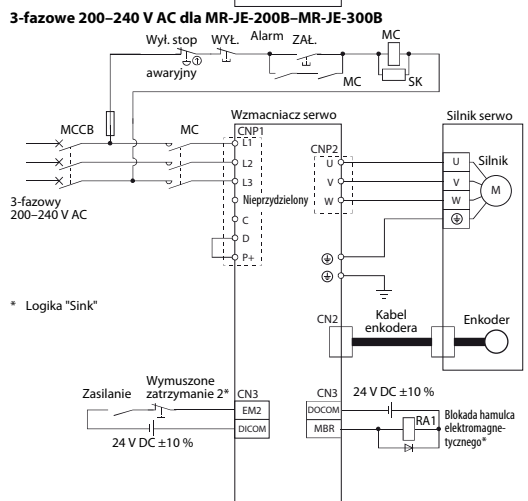 3-fazowe 200–240 V AC dla MR-JE-200B–MR-JE-300B
Wył. stop
awaryjny
WYŁ.
Alarm
ZAŁ.
MC
MC
SK
MCCB
MC
3-fazowy
200–240 V AC
Wzmacniacz serwo
CNP1
L1
L2
L3
Nieprzydzielony
C
D
P+
CNP2
U
V
W
Silnik serwo
U
V
W
Silnik
M
* Logika "Sink"
CN2
Kabel
enkodera
Enkoder
Zasilanie
Wymuszone
zatrzymanie 2*
24 V DC ±10 %
CN3
EM2
DICOM
CN3
DOCOM
MBR
24 V DC ±10 %
RA1
Blokada hamulca
elektromagne-
tycznego*